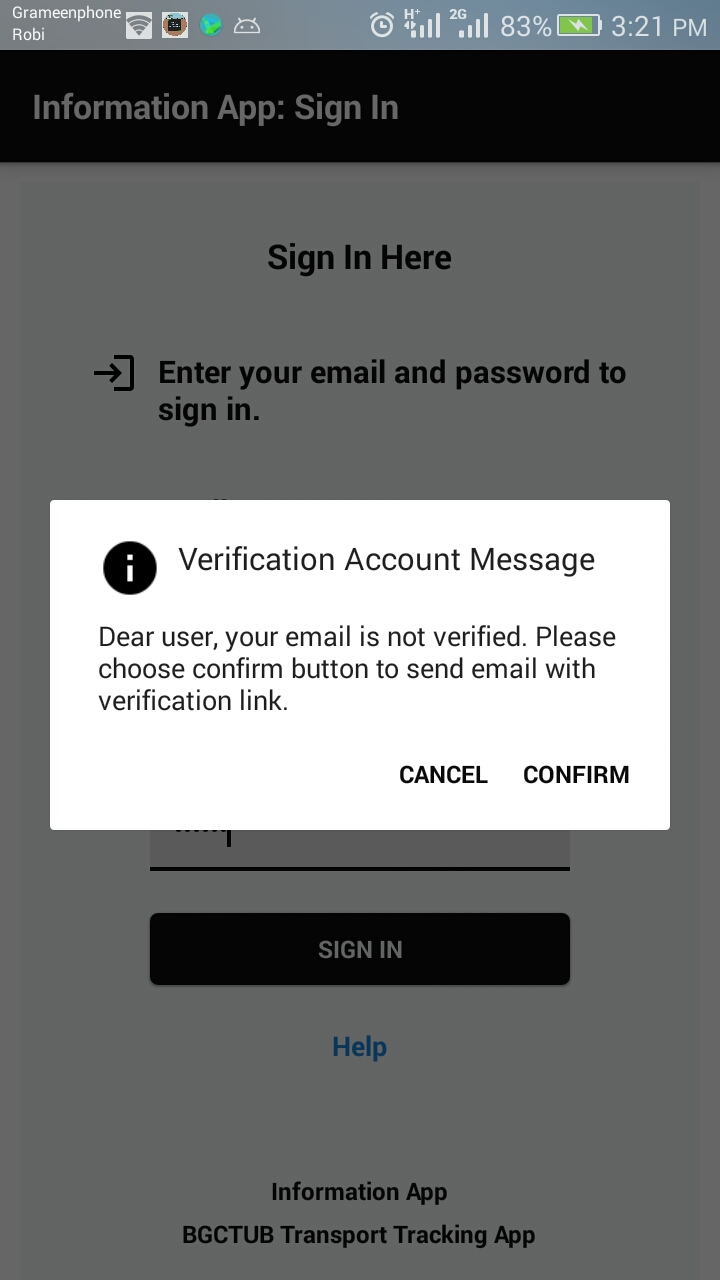 Grameenphone
Robi
H+ 2G 83% 3:21 PM
Information App: Sign In
Sign In Here
Enter your email and password to
sign in.
Verification Account Message
Dear user, your email is not verified. Please
choose confirm button to send email with
verification link.
CANCEL CONFIRM
SIGN IN
Help
Information App
BGCTUB Transport Tracking App